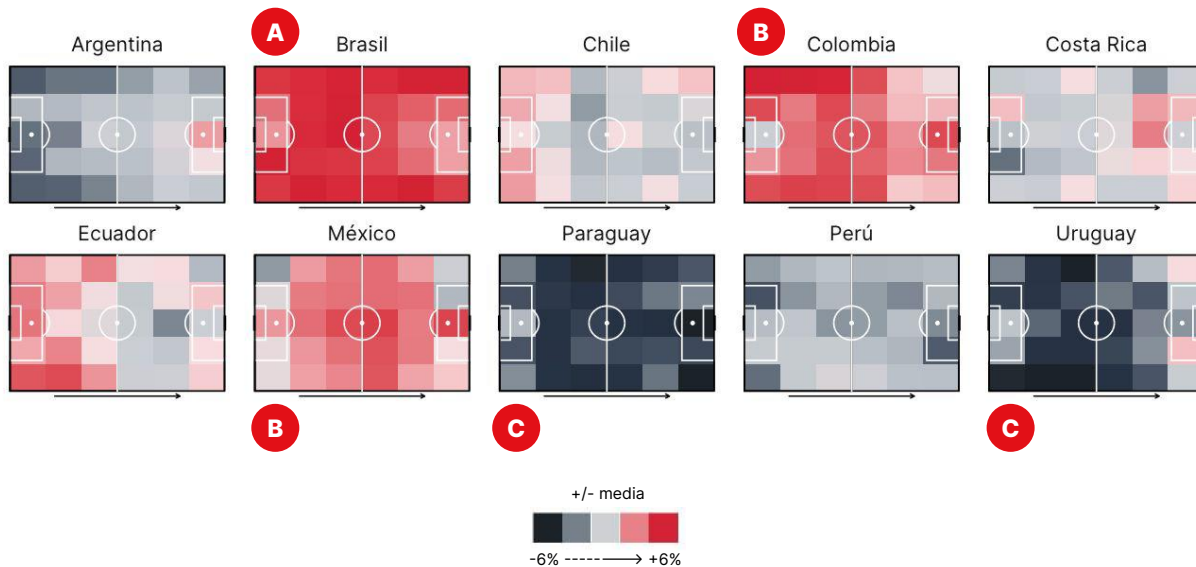 A
B
Argentina
Brasil
Chile
Colombia
Costa Rica
Ecuador
México
Paraguay
Perú
Uruguay
B
C
C
+/- media
-6%
+6%